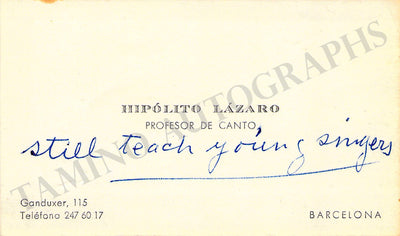 HIPÓLITO LÁZARO
PROFESOR DE CANTO
still teach young singers
Ganduxer, 115
Teléfono 247 60 17
BARCELONA
TAMINO AUTOGRAPHS